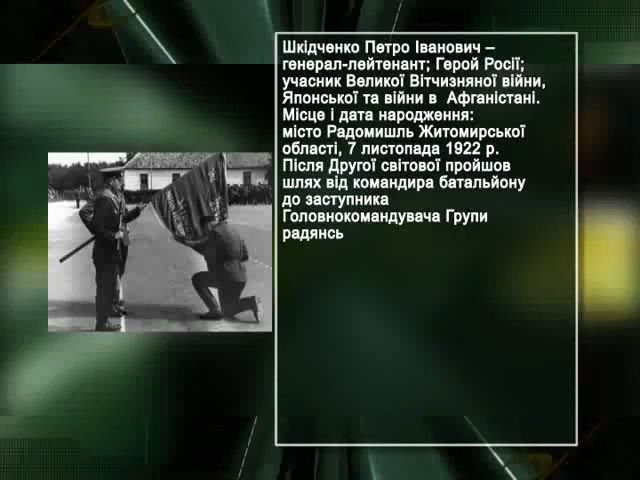 Шкідченко Петро Іванович –
генерал-лейтенант; Герой Росії;
учасник Великої Вітчизняної війни,
Японської та війни в  Афганістані.
Місце і дата народження:
місто Радомишль Житомирської
області, 7 листопада 1922 р.
Після Другої світової пройшов
шлях від командира батальйону
до заступника
Головнокомандувача Групи
радянсь